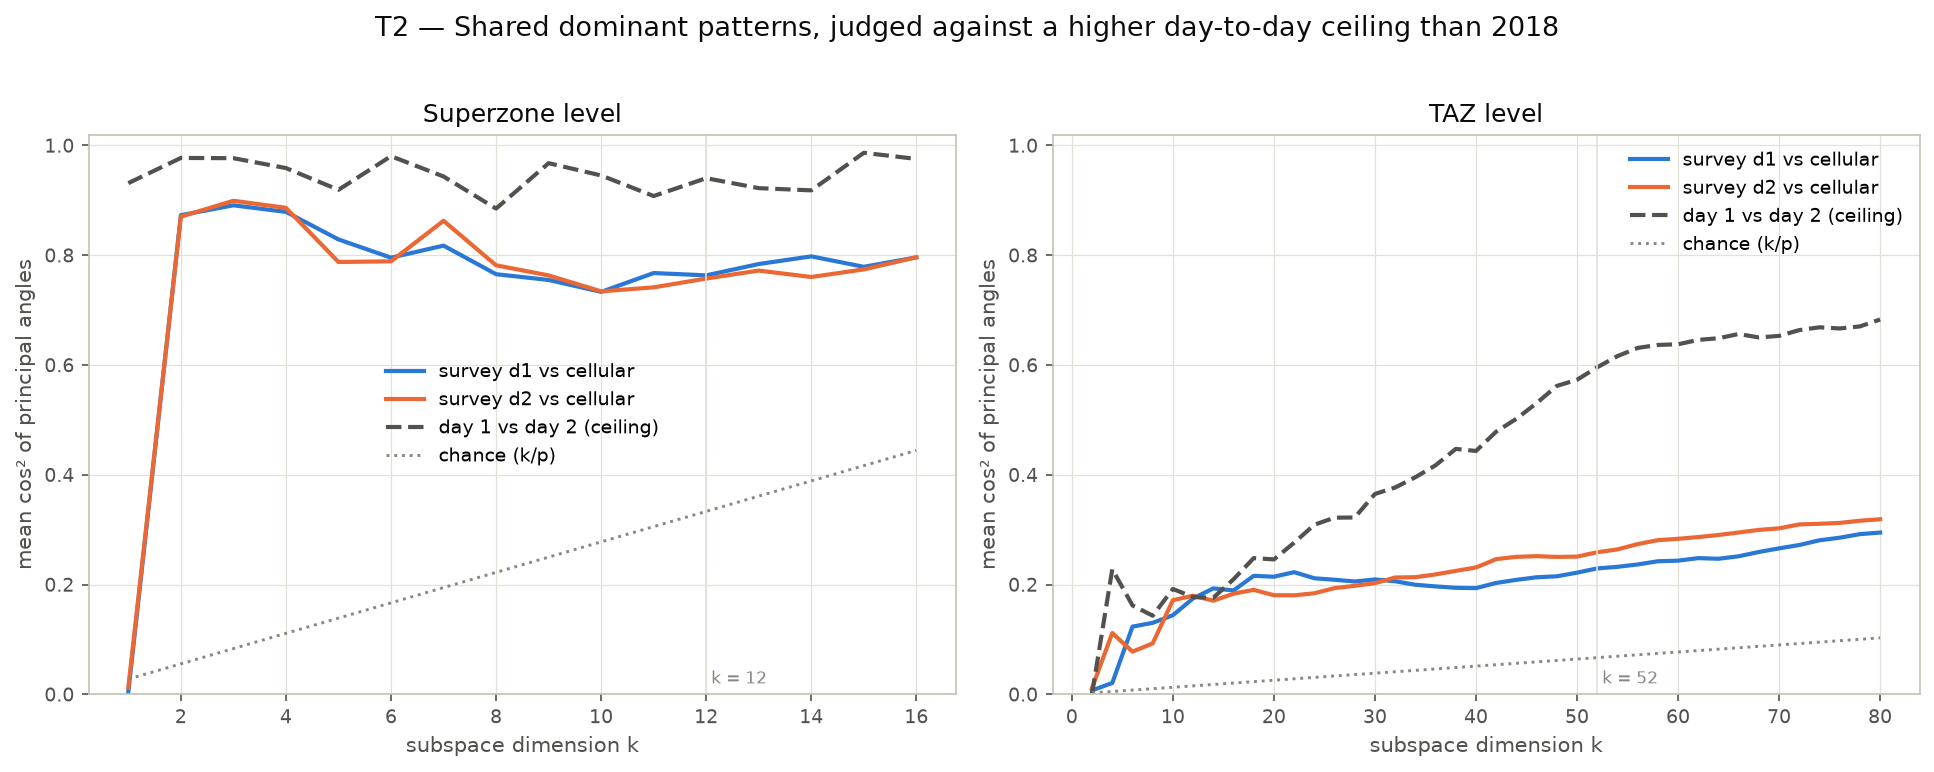 T2 — Shared dominant patterns, judged against a higher day-to-day ceiling than 2018
Superzone level
mean cos² of principal angles
1.0
0.8
0.6
0.4
0.2
0.0
survey d1 vs cellular
survey d2 vs cellular
day 1 vs day 2 (ceiling)
chance (k/p)
k = 12
2
4
6
8
10
12
14
16
subspace dimension k
TAZ level
mean cos² of principal angles
1.0
0.8
0.6
0.4
0.2
0.0
survey d1 vs cellular
survey d2 vs cellular
day 1 vs day 2 (ceiling)
chance (k/p)
k = 52
0
10
20
30
40
50
60
70
80
subspace dimension k